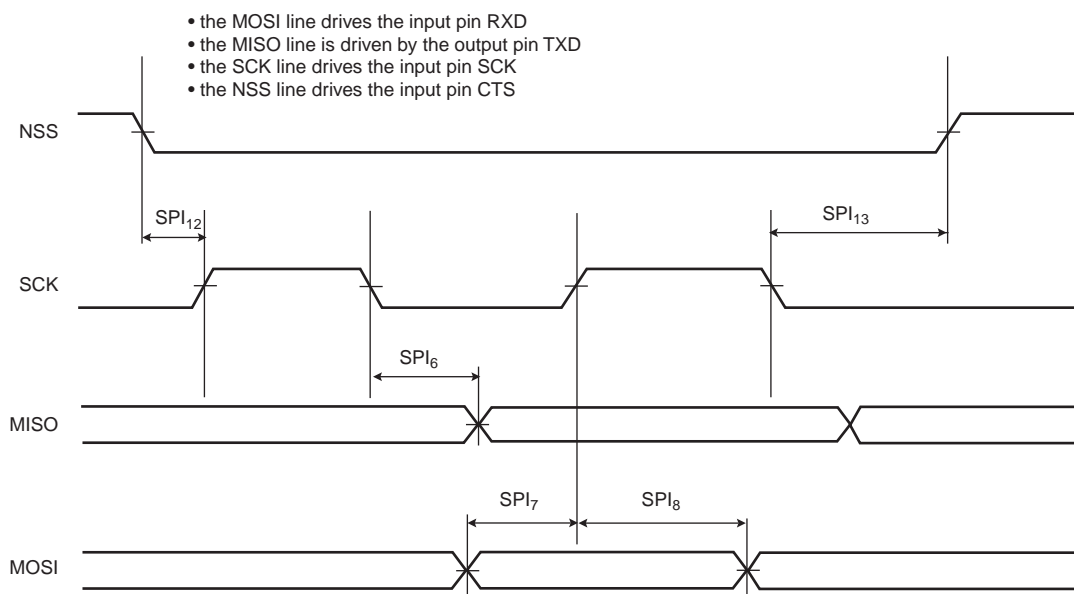 • the MOSI line drives the input pin RXD
• the MISO line is driven by the output pin TXD
• the SCK line drives the input pin SCK
• the NSS line drives the input pin CTS
NSS
SPI12
SPI13
SCK
SPI6
MISO
SPI7
SPI8
MOSI